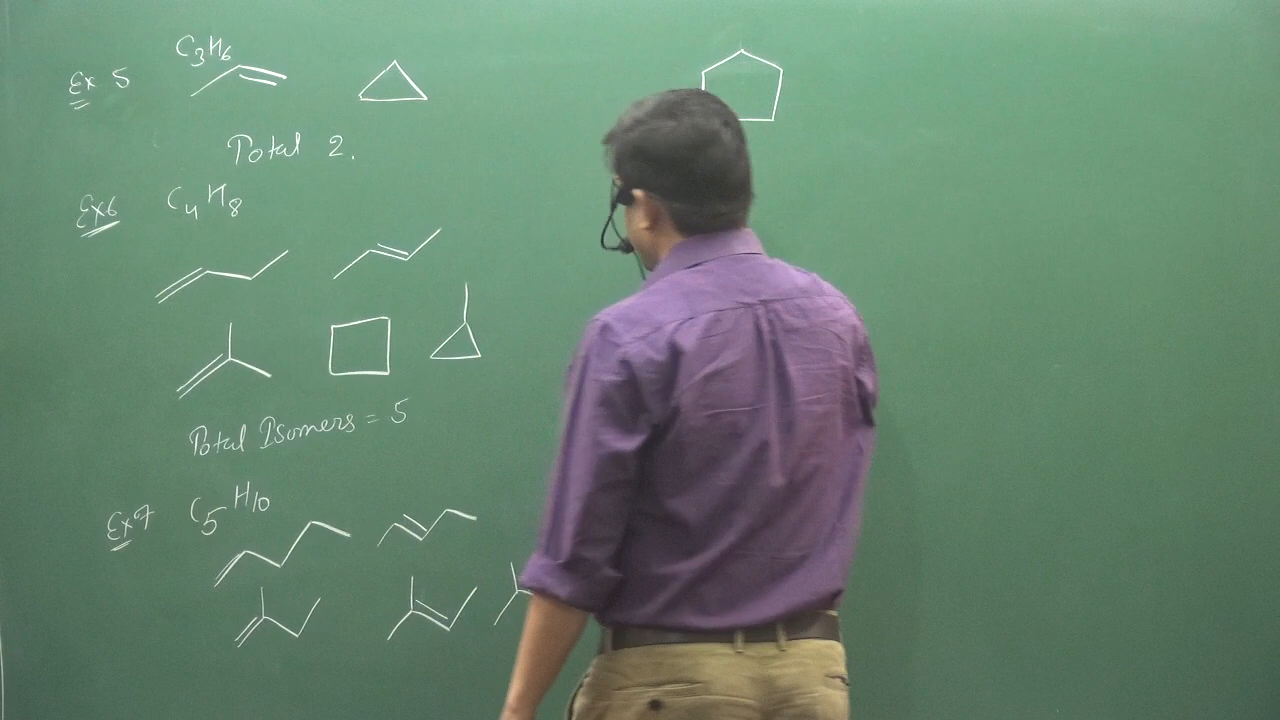 Ex 5 C3H6
Total 2.
Ex6 C4H8
Total Isomers = 5
Ex7 C5H10